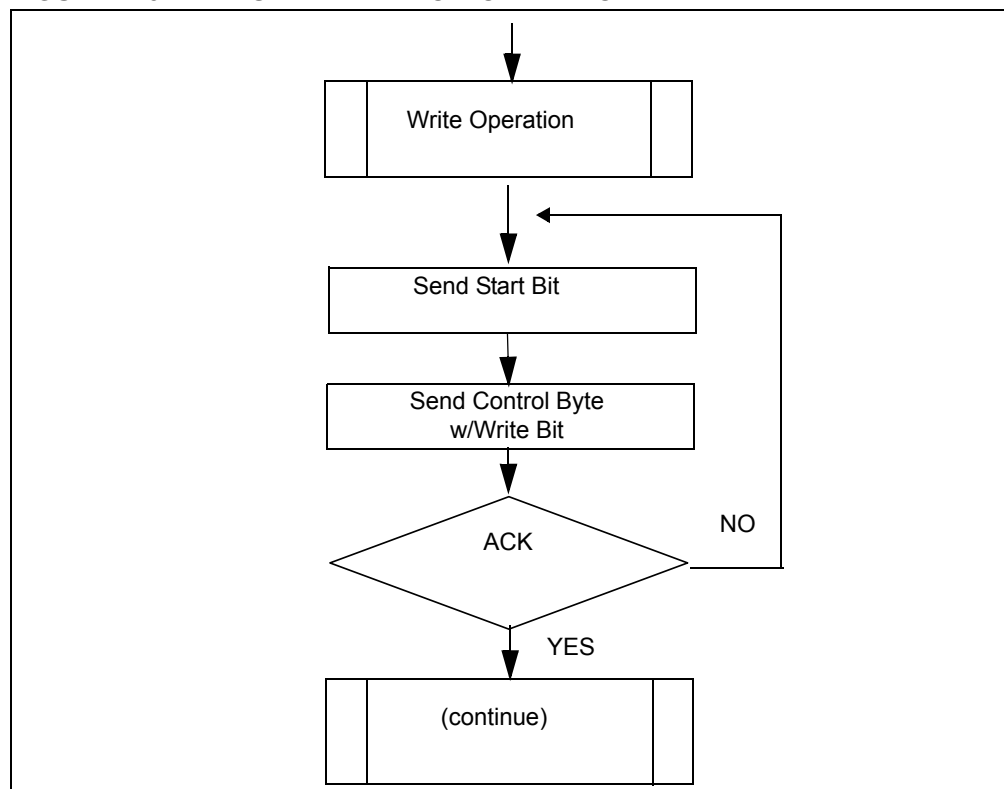 Write Operation
Send Start Bit
Send Control Byte
w/Write Bit
ACK
NO
YES
(continue)